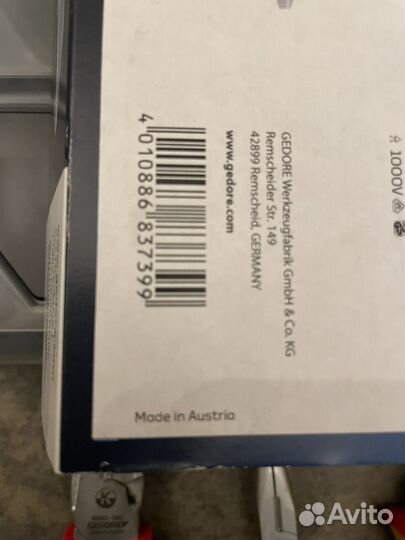 1000V
GEDORE Werkzeugfabrik GmbH & Co. KG
Remscheider Str. 149
42899 Remscheid, GERMANY
www.gedore.com
4 010886 837399
Made in Austria
GEDORE
Avito